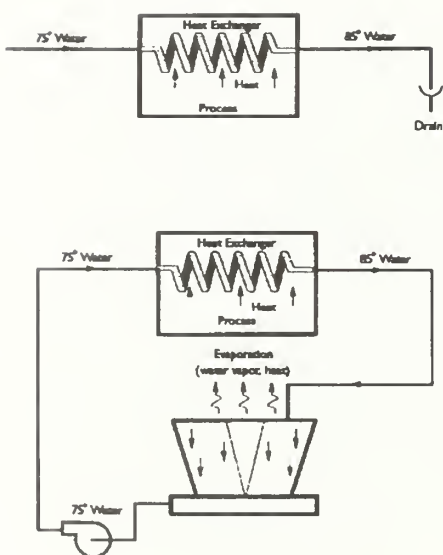 Heat Exchanger
75° Water
85° Water
Heat
Process
Drain
Heat Exchanger
75° Water
85° Water
Heat
Process
Evaporation
(water vapor, heat)
75° Water